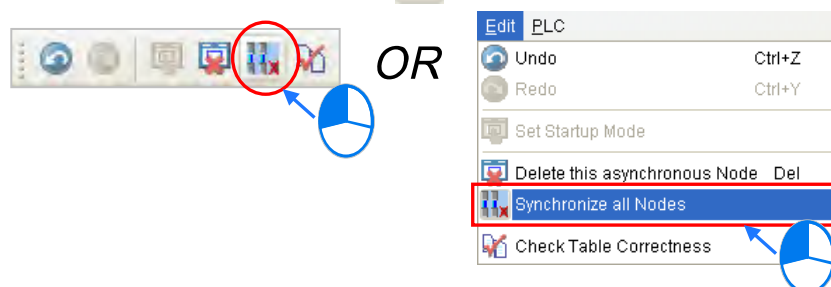 OR
Edit PLC
Undo Ctrl+Z
Redo Ctrl+Y
Set Startup Mode
Delete this asynchronous Node Del
Synchronize all Nodes
Check Table Correctness